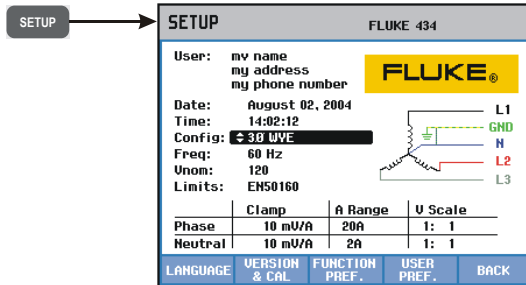 SETUP
SETUP FLUKE 434
User: my name
my address
my phone number
FLUKE®
Date: August 02, 2004
Time: 14:02:12
Config: 3Ø WYE
Freq: 60 Hz
Vnom: 120
Limits: EN50160
L1
GND
N
L2
L3
Clamp A Range V Scale
Phase 10 mV/A 20A 1: 1
Neutral 10 mV/A 2A 1: 1
LANGUAGE VERSION & CAL FUNCTION PREF. USER PREF. BACK